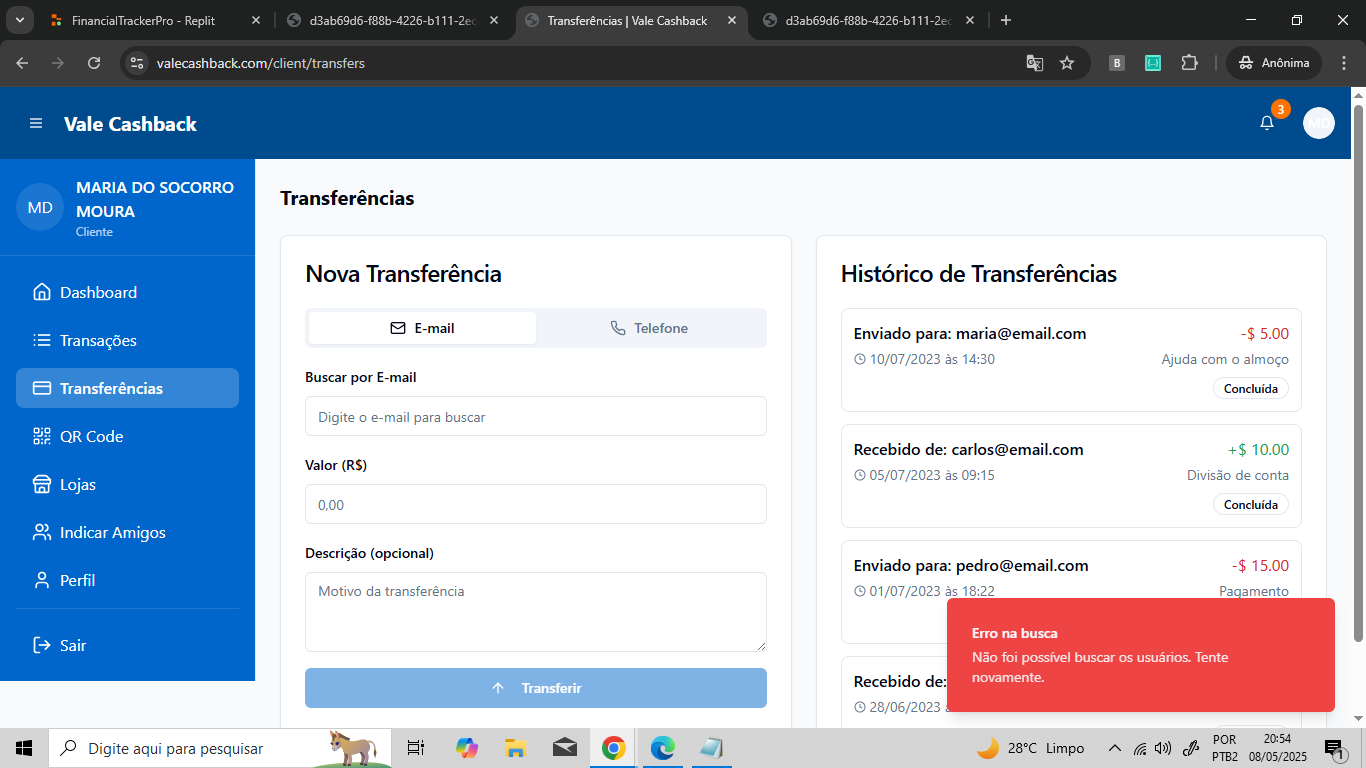 FinancialTrackerPro - Replit
d3ab69d6-f88b-4226-b111-2ec
Transferências | Vale Cashback
d3ab69d6-f88b-4226-b111-2ec
valecashback.com/client/transfers
B
Anônima
Vale Cashback
3
MD
MD
MARIA DO SOCORRO
MOURA
Cliente
Dashboard
Transações
Transferências
QR Code
Lojas
Indicar Amigos
Perfil
Sair
Transferências
Nova Transferência
E-mail
Telefone
Buscar por E-mail
Digite o e-mail para buscar
Valor (R$)
0,00
Descrição (opcional)
Motivo da transferência
Transferir
Histórico de Transferências
Enviado para: maria@email.com
-$ 5.00
10/07/2023 às 14:30
Ajuda com o almoço
Concluída
Recebido de: carlos@email.com
+$ 10.00
05/07/2023 às 09:15
Divisão de conta
Concluída
Enviado para: pedro@email.com
-$ 15.00
01/07/2023 às 18:22
Pagamento
Recebido de:
28/06/2023
Erro na busca
Não foi possível buscar os usuários. Tente
novamente.
Digite aqui para pesquisar
28°C Limpo
POR
PTB2
20:54
08/05/2025
1